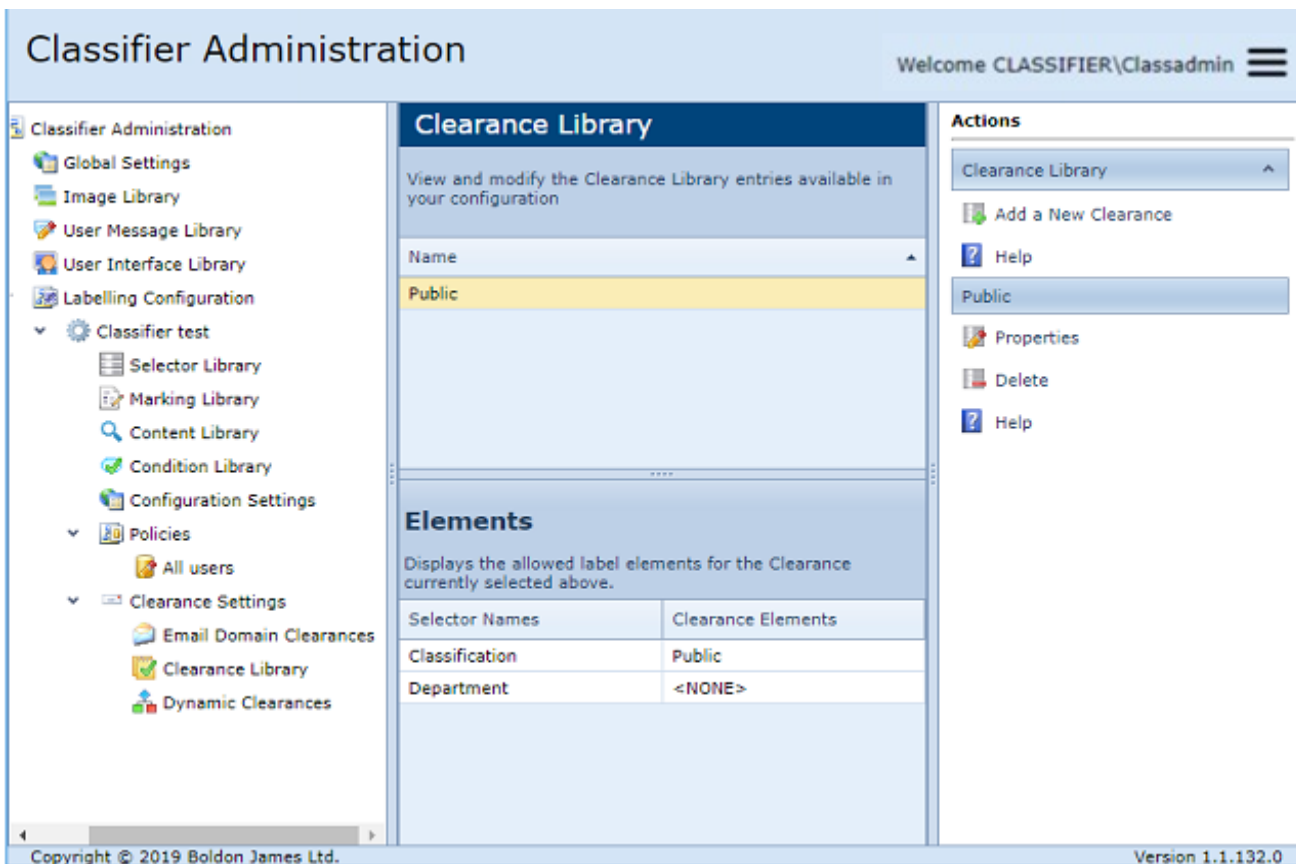 Classifier Administration
Welcome CLASSIFIER\Classadmin
Classifier Administration
Global Settings
Image Library
User Message Library
User Interface Library
Labelling Configuration
Classifier test
Selector Library
Marking Library
Content Library
Condition Library
Configuration Settings
Policies
All users
Clearance Settings
Email Domain Clearances
Clearance Library
Dynamic Clearances
Clearance Library
View and modify the Clearance Library entries available in
your configuration
Name
Public
Elements
Displays the allowed label elements for the Clearance
currently selected above.
Selector Names Clearance Elements
Classification Public
Department <NONE>
Actions
Clearance Library
Add a New Clearance
Help
Public
Properties
Delete
Help
Copyright © 2019 Boldon James Ltd.
Version 1.1.132.0